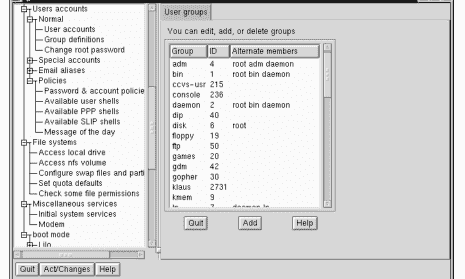 Users accounts
Normal
User accounts
Group definitions
Change root password
Special accounts
Email aliases
Policies
Password & account policie
Available user shells
Available PPP shells
Available SLIP shells
Message of the day
File systems
Access local drive
Access nfs volume
Configure swap files and parti
Set quota defaults
Check some file permissions
Miscellaneous services
Initial system services
Modem
boot mode
Lilo
Quit Act/Changes Help
User groups
You can edit, add, or delete groups
Group ID Alternate members
adm 4 root adm daemon
bin 1 root bin daemon
ccvs-usr 215
console 236
daemon 2 root bin daemon
dip 40
disk 6 root
floppy 19
ftp 50
games 20
gdm 42
gopher 30
klaus 2731
kmem 9
lp 7 daemon lp
Quit Add Help